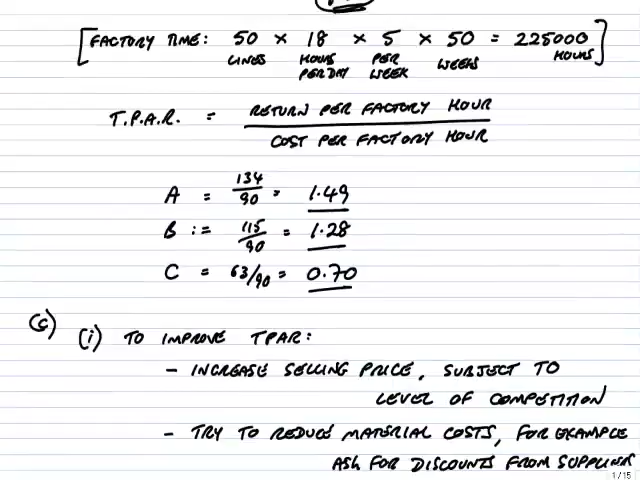 [FACTORY TIME: 50 × 18 × 5 × 50 = 225000]
LINES HOURS PER WEEKS HOURS
PER DAY WEEK
T.P.A.R. = RETURN PER FACTORY HOUR
COST PER FACTORY HOUR
A = 134/90 = 1.49
B := 115/90 = 1.28
C = 63/90 = 0.70
(c) (i) TO IMPROVE TPAR:
- INCREASE SELLING PRICE, SUBJECT TO
LEVEL OF COMPETITION
- TRY TO REDUCE MATERIAL COSTS, FOR EXAMPLE
ASK FOR DISCOUNTS FROM SUPPLIERS
1/15